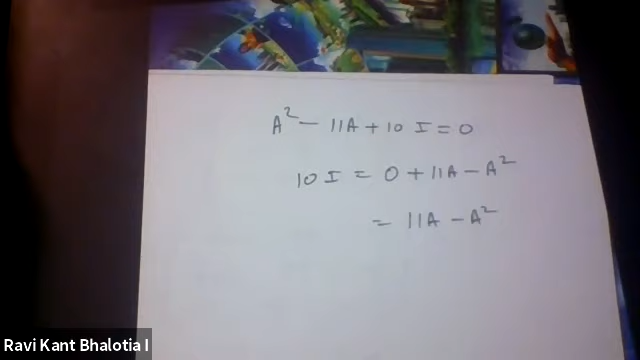 A² - 11A + 10 I = 0
10 I = 0 + 11A - A²
= 11A - A²
Ravi Kant Bhalotia I